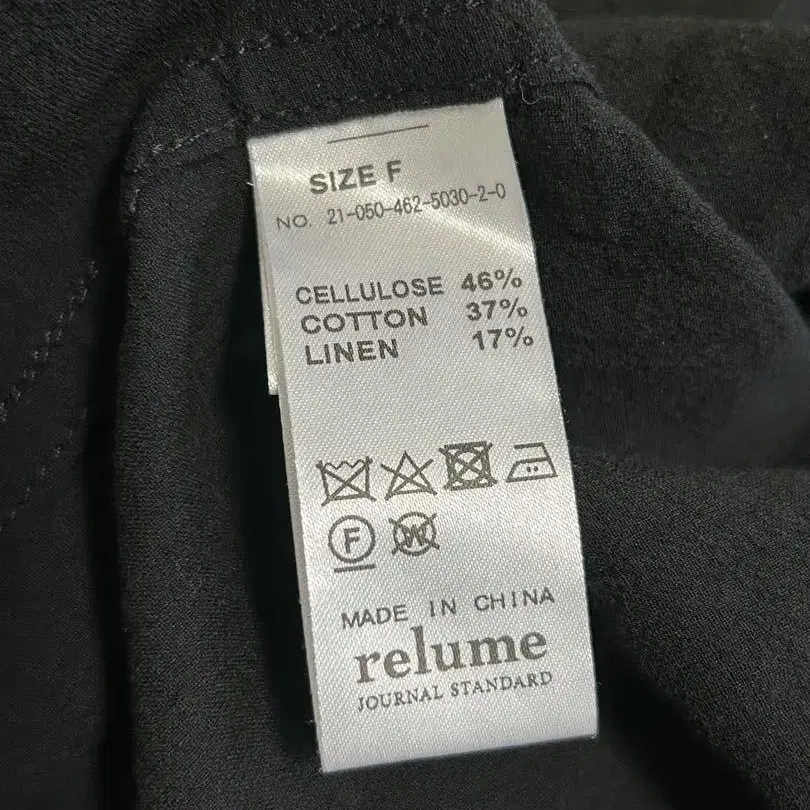 SIZE F
NO. 21-050-462-5030-2-0
CELLULOSE 46%
COTTON 37%
LINEN 17%
F W
MADE IN CHINA
relume
JOURNAL STANDARD